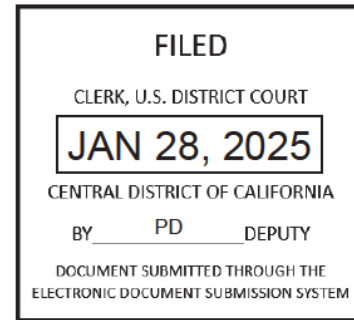 FILED
CLERK, U.S. DISTRICT COURT
JAN 28, 2025
CENTRAL DISTRICT OF CALIFORNIA
BY PD DEPUTY
DOCUMENT SUBMITTED THROUGH THE
ELECTRONIC DOCUMENT SUBMISSION SYSTEM